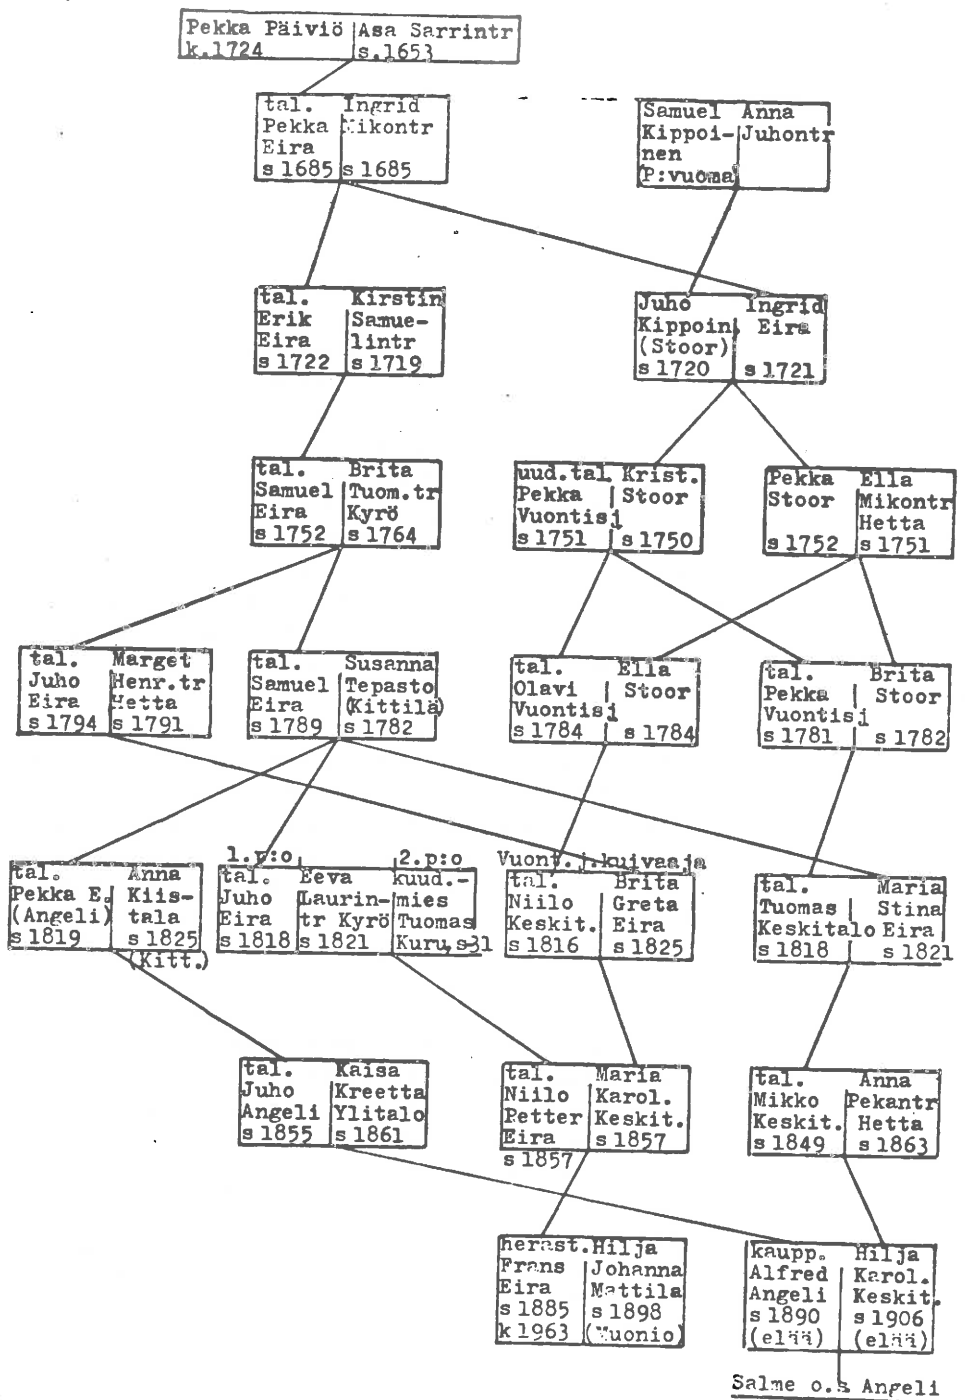 Pekka Päiviö Asa Sarrintr
k.1724 s.1653
tal. Ingrid
Pekka Mikontr
Eira
s 1685 s 1685
Samuel Anna
Kippoi- Juhontr
nen
(P:vuoma)
tal. Kirstin
Erik Samue-
Eira lintr
s 1722 s 1719
Juho Ingrid
Kippoin. Eira
(Stoor)
s 1720 s 1721
tal. Brita
Samuel Tuom.tr
Eira Kyrö
s 1752 s 1764
uud.tal. Krist.
Pekka Stoor
Vuontisj
s 1751 s 1750
Pekka Ella
Stoor Mikontr
Hetta
s 1752 s 1751
tal. Marget
Juho Henr.tr
Eira Hetta
s 1794 s 1791
tal. Susanna
Samuel Tepasto
Eira (Kittilä)
s 1789 s 1782
tal. Ella
Olavi Stoor
Vuontisj
s 1784 s 1784
tal. Brita
Pekka Stoor
Vuontisj
s 1781 s 1782
tal. Anna
Pekka E. Kiis-
(Angeli) tala
s 1819 s 1825
(Kitt.)
1.p:o 2.p:o
tal. Eeva kuud.-
Juho Laurin- mies
Eira tr Kyrö Tuomas
s 1818 s 1821 Kuru, s-31
Vuont.j.kuivaaja
tal. Brita
Niilo Greta
Keskit. Eira
s 1816 s 1825
tal. Maria
Tuomas Stina
Keskitalo Eira
s 1818 s 1821
tal. Kaisa
Juho Kreetta
Angeli Ylitalo
s 1855 s 1861
tal. Maria
Niilo Karol.
Petter Keskit.
Eira s 1857
s 1857
tal. Anna
Mikko Pekantr
Keskit. Hetta
s 1849 s 1863
herast. Hilja
Frans Johanna
Eira Mattila
s 1885 s 1898
k 1963 (Muonio)
kaupp. Hilja
Alfred Karol.
Angeli Keskit.
s 1890 s 1906
(elää) (elää)
Salme o.s Angeli